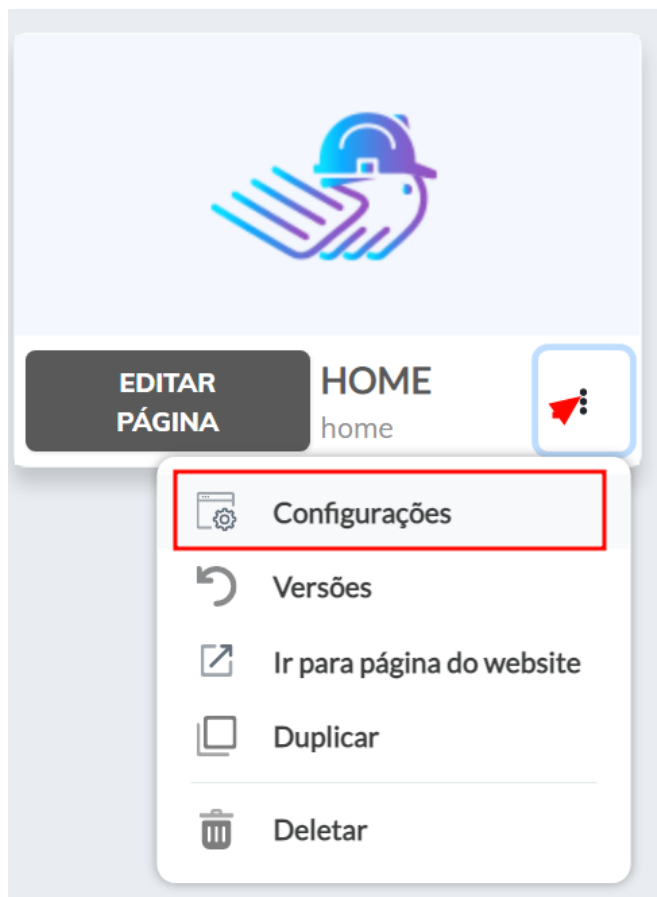 EDITAR
PÁGINA
HOME
home
Configurações
Versões
Ir para página do website
Duplicar
Deletar